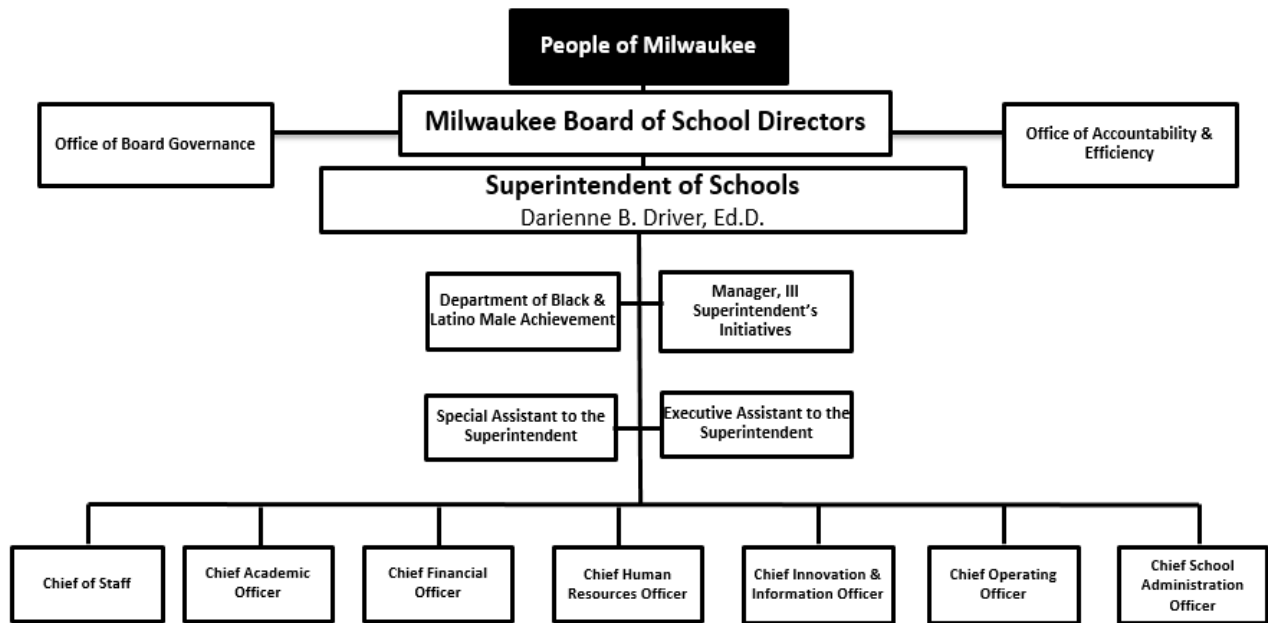 People of Milwaukee
Milwaukee Board of School Directors
Office of Board Governance
Office of Accountability &
Efficiency
Superintendent of Schools
Darienne B. Driver, Ed.D.
Department of Black &
Latino Male Achievement
Manager, III
Superintendent’s
Initiatives
Special Assistant to the
Superintendent
Executive Assistant to the
Superintendent
Chief of Staff
Chief Academic
Officer
Chief Financial
Officer
Chief Human
Resources Officer
Chief Innovation &
Information Officer
Chief Operating
Officer
Chief School
Administration
Officer